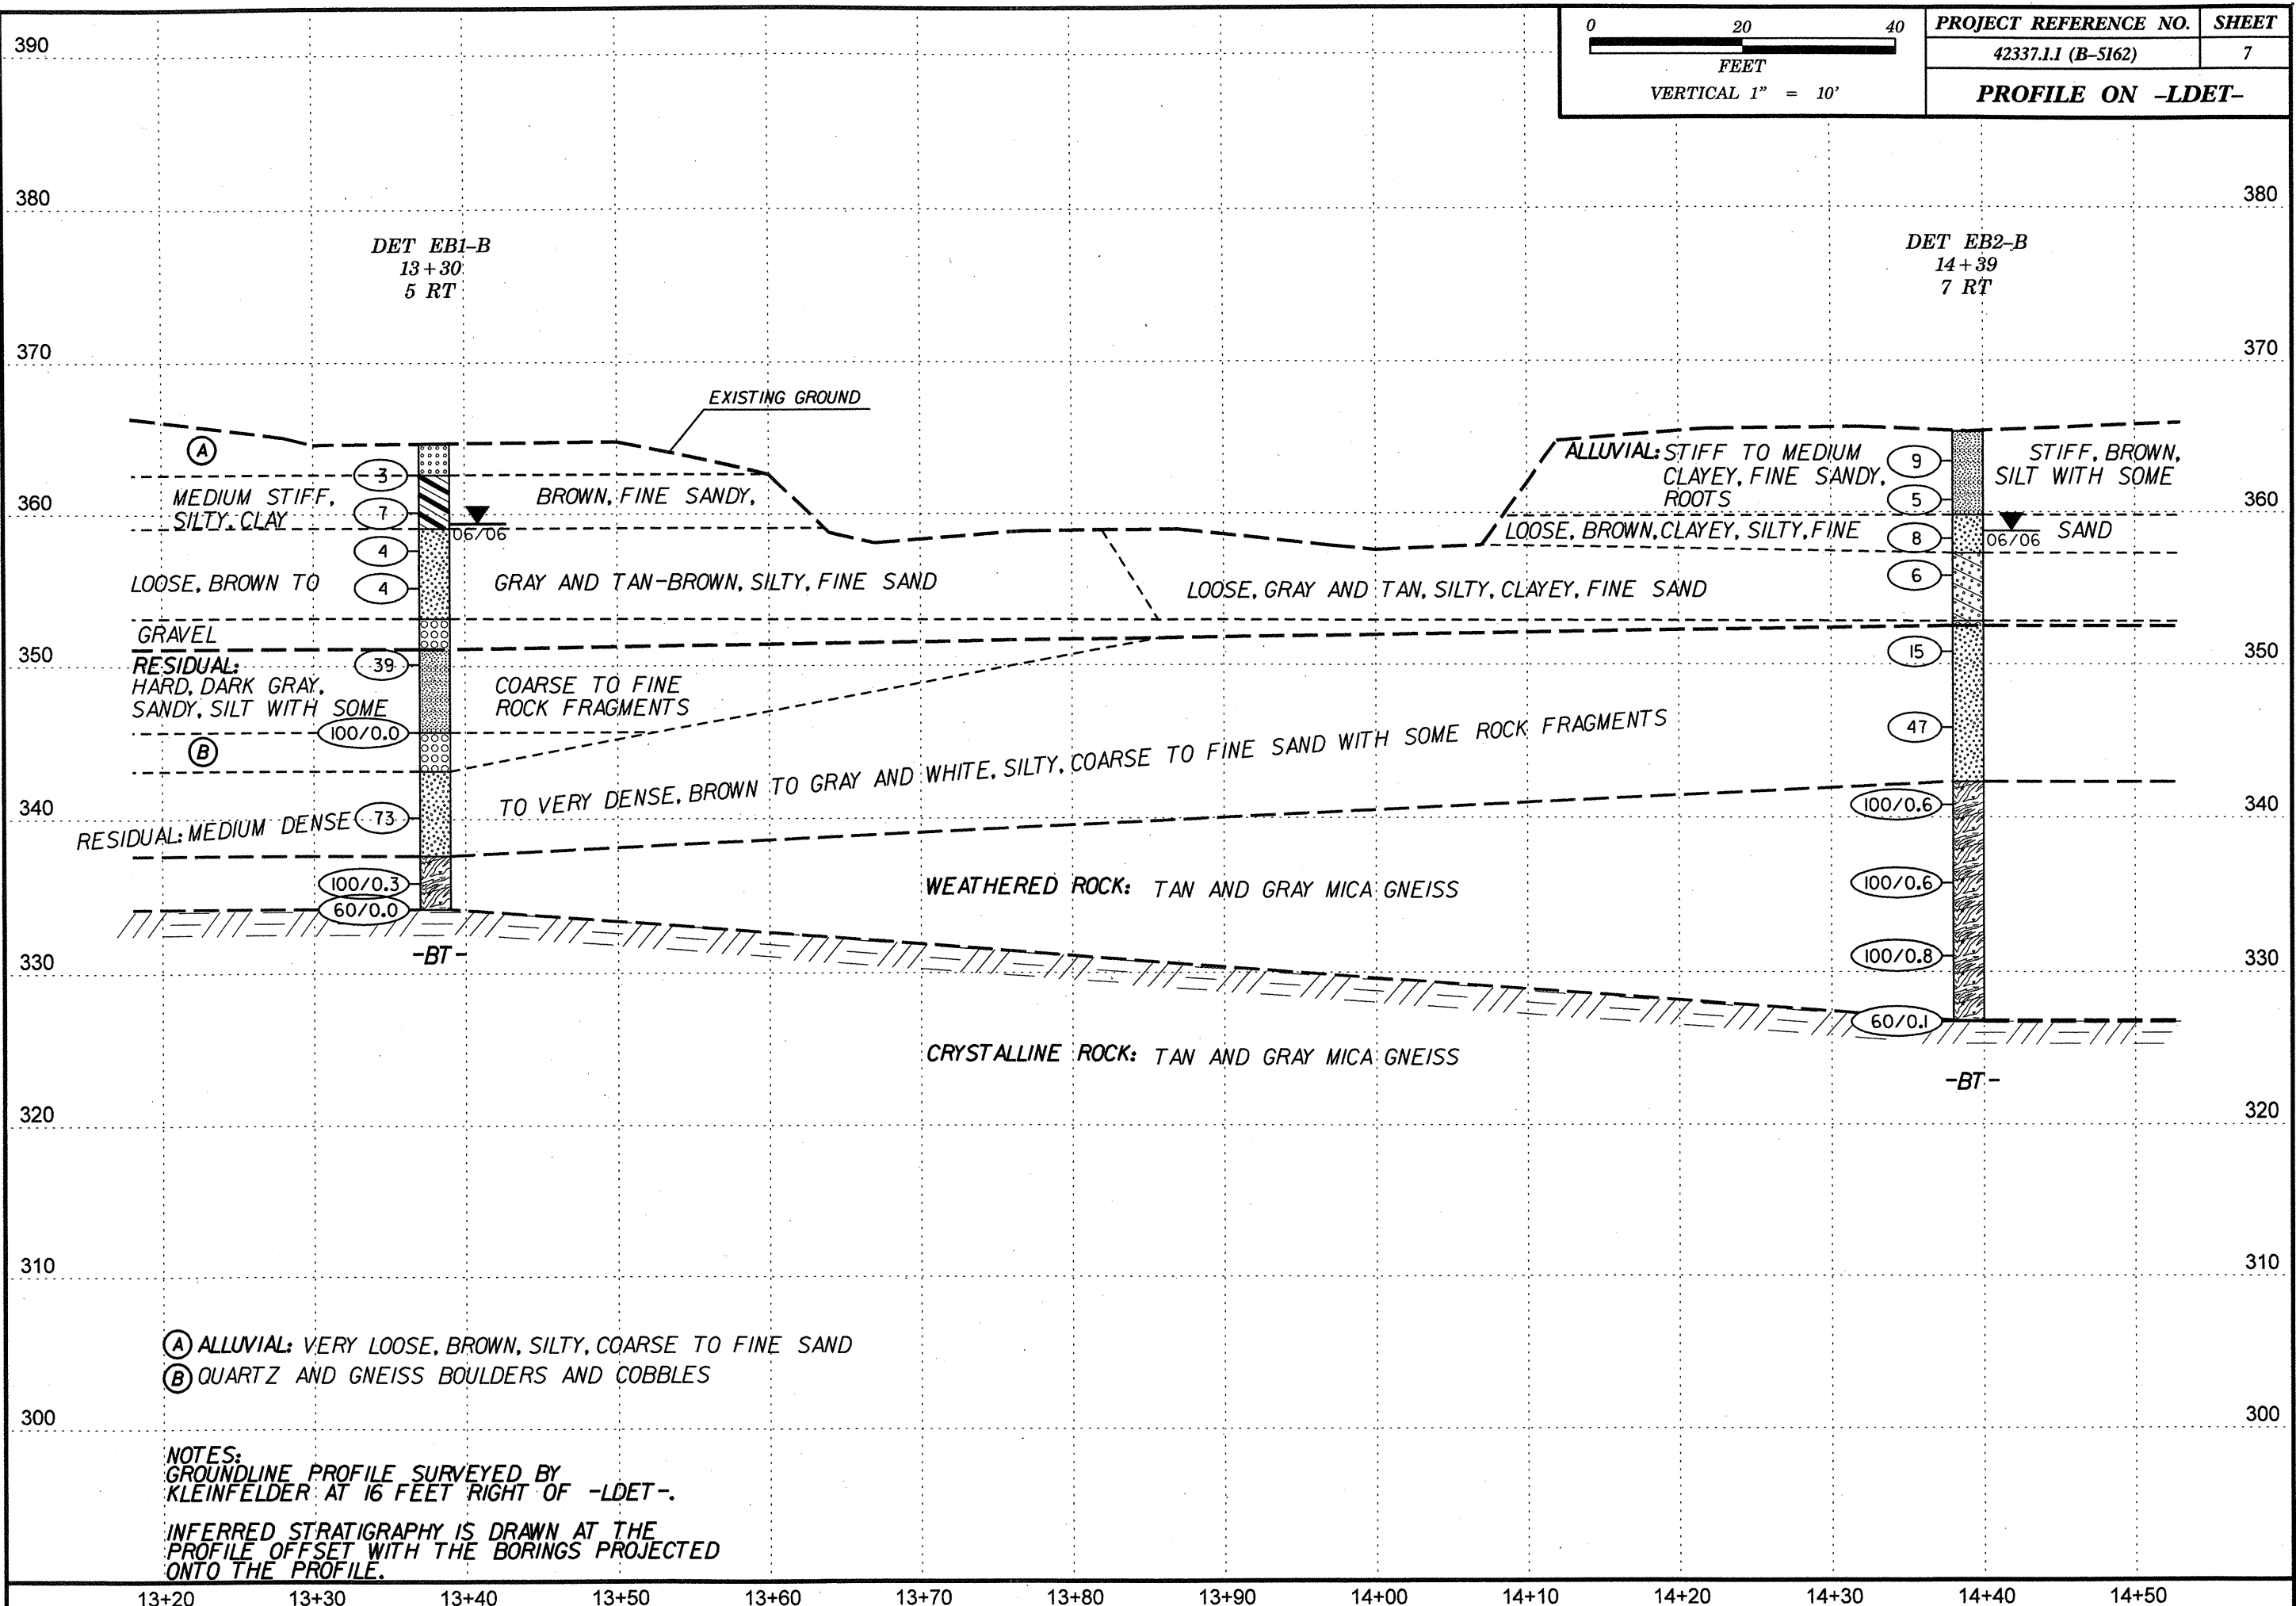 0 20 40
FEET
VERTICAL 1" = 10'
PROJECT REFERENCE NO. SHEET
42337.1.1 (B-5162) 7
PROFILE ON -LDET-
390
380 380
DET EB1-B
13+30
5 RT
DET EB2-B
14+39
7 RT
370 370
EXISTING GROUND
A
3
MEDIUM STIFF, BROWN, FINE SANDY,
SILTY, CLAY
7
360 360
06/06
4
LOOSE, BROWN TO 4 GRAY AND TAN-BROWN, SILTY, FINE SAND
ALLUVIAL: STIFF TO MEDIUM 9 STIFF, BROWN,
CLAYEY, FINE SANDY, SILT WITH SOME
ROOTS 5
LOOSE, BROWN, CLAYEY, SILTY, FINE 8 SAND
06/06
LOOSE, GRAY AND TAN, SILTY, CLAYEY, FINE SAND 6
GRAVEL
350 350
RESIDUAL: 39
HARD, DARK GRAY, COARSE TO FINE
SANDY, SILT WITH SOME ROCK FRAGMENTS
100/0.0
B
15
47
340 340
RESIDUAL: MEDIUM DENSE 73 TO VERY DENSE, BROWN TO GRAY AND WHITE, SILTY, COARSE TO FINE SAND WITH SOME ROCK FRAGMENTS
100/0.3
60/0.0
-BT-
WEATHERED ROCK: TAN AND GRAY MICA GNEISS
100/0.6
100/0.6
330 330
100/0.8
60/0.1
CRYSTALLINE ROCK: TAN AND GRAY MICA GNEISS
-BT-
320 320
310 310
A ALLUVIAL: VERY LOOSE, BROWN, SILTY, COARSE TO FINE SAND
B QUARTZ AND GNEISS BOULDERS AND COBBLES
300 300
NOTES:
GROUNDLINE PROFILE SURVEYED BY
KLEINFELDER AT 16 FEET RIGHT OF -LDET-.
INFERRED STRATIGRAPHY IS DRAWN AT THE
PROFILE OFFSET WITH THE BORINGS PROJECTED
ONTO THE PROFILE.
13+20 13+30 13+40 13+50 13+60 13+70 13+80 13+90 14+00 14+10 14+20 14+30 14+40 14+50